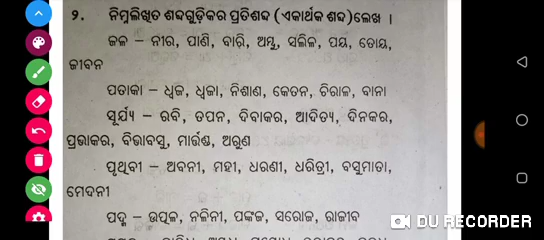 ୨. ନିମ୍ନଲିଖିତ ଶବ୍ଦଗୁଡ଼ିକର ପ୍ରତିଶବ୍ଦ (ଏକାର୍ଥକ ଶବ୍ଦ) ଲେଖ ।
ଜଳ – ନୀର, ପାଣି, ବାରି, ଅମ୍ବୁ, ସଲିଳ, ପୟ, ତୋୟ,
ଜୀବନ
ପତାକା – ଧ୍ୱଜ, ଧ୍ୱଜା, ନିଶାଣ, କେତନ, ଚିରାଳ, ବାନା
ସୂର୍ଯ୍ୟ – ରବି, ତପନ, ଦିବାକର, ଆଦିତ୍ୟ, ଦିନକର,
ପ୍ରଭାକର, ବିଭାବସୁ, ମାର୍ତ୍ତଣ୍ଡ, ଅରୁଣ
ପୃଥିବୀ – ଅବନୀ, ମହୀ, ଧରଣୀ, ଧରିତ୍ରୀ, ବସୁମାତା,
ମେଦନୀ
ପଦ୍ମ – ଉତ୍ପଳ, ନଳିନୀ, ପଙ୍କଜ, ସରୋଜ, ରାଜୀବ
DU RECORDER